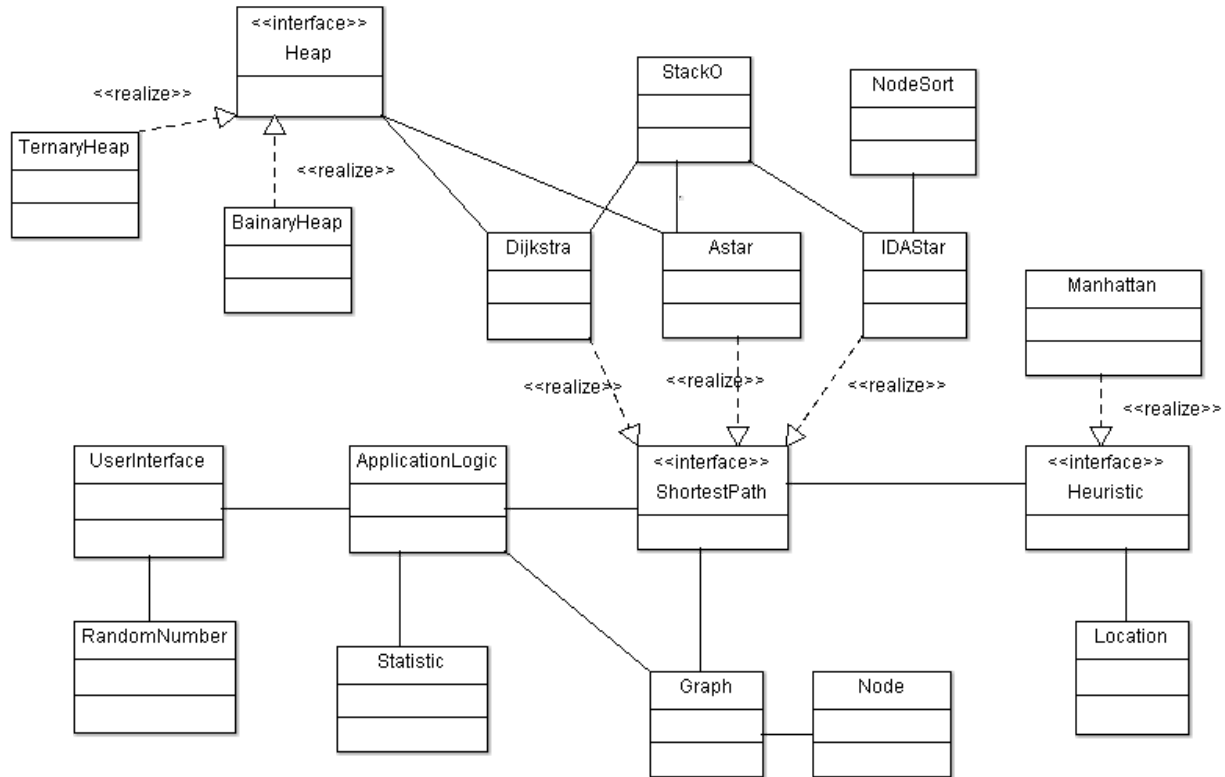 <<interface>>
Heap
StackO
NodeSort
<<realize>>
TernaryHeap
<<realize>>
BainaryHeap
Dijkstra
Astar
IDAStar
Manhattan
<<realize>>
<<realize>>
<<realize>>
<<realize>>
UserInterface
ApplicationLogic
<<interface>>
ShortestPath
<<interface>>
Heuristic
RandomNumber
Statistic
Location
Graph
Node